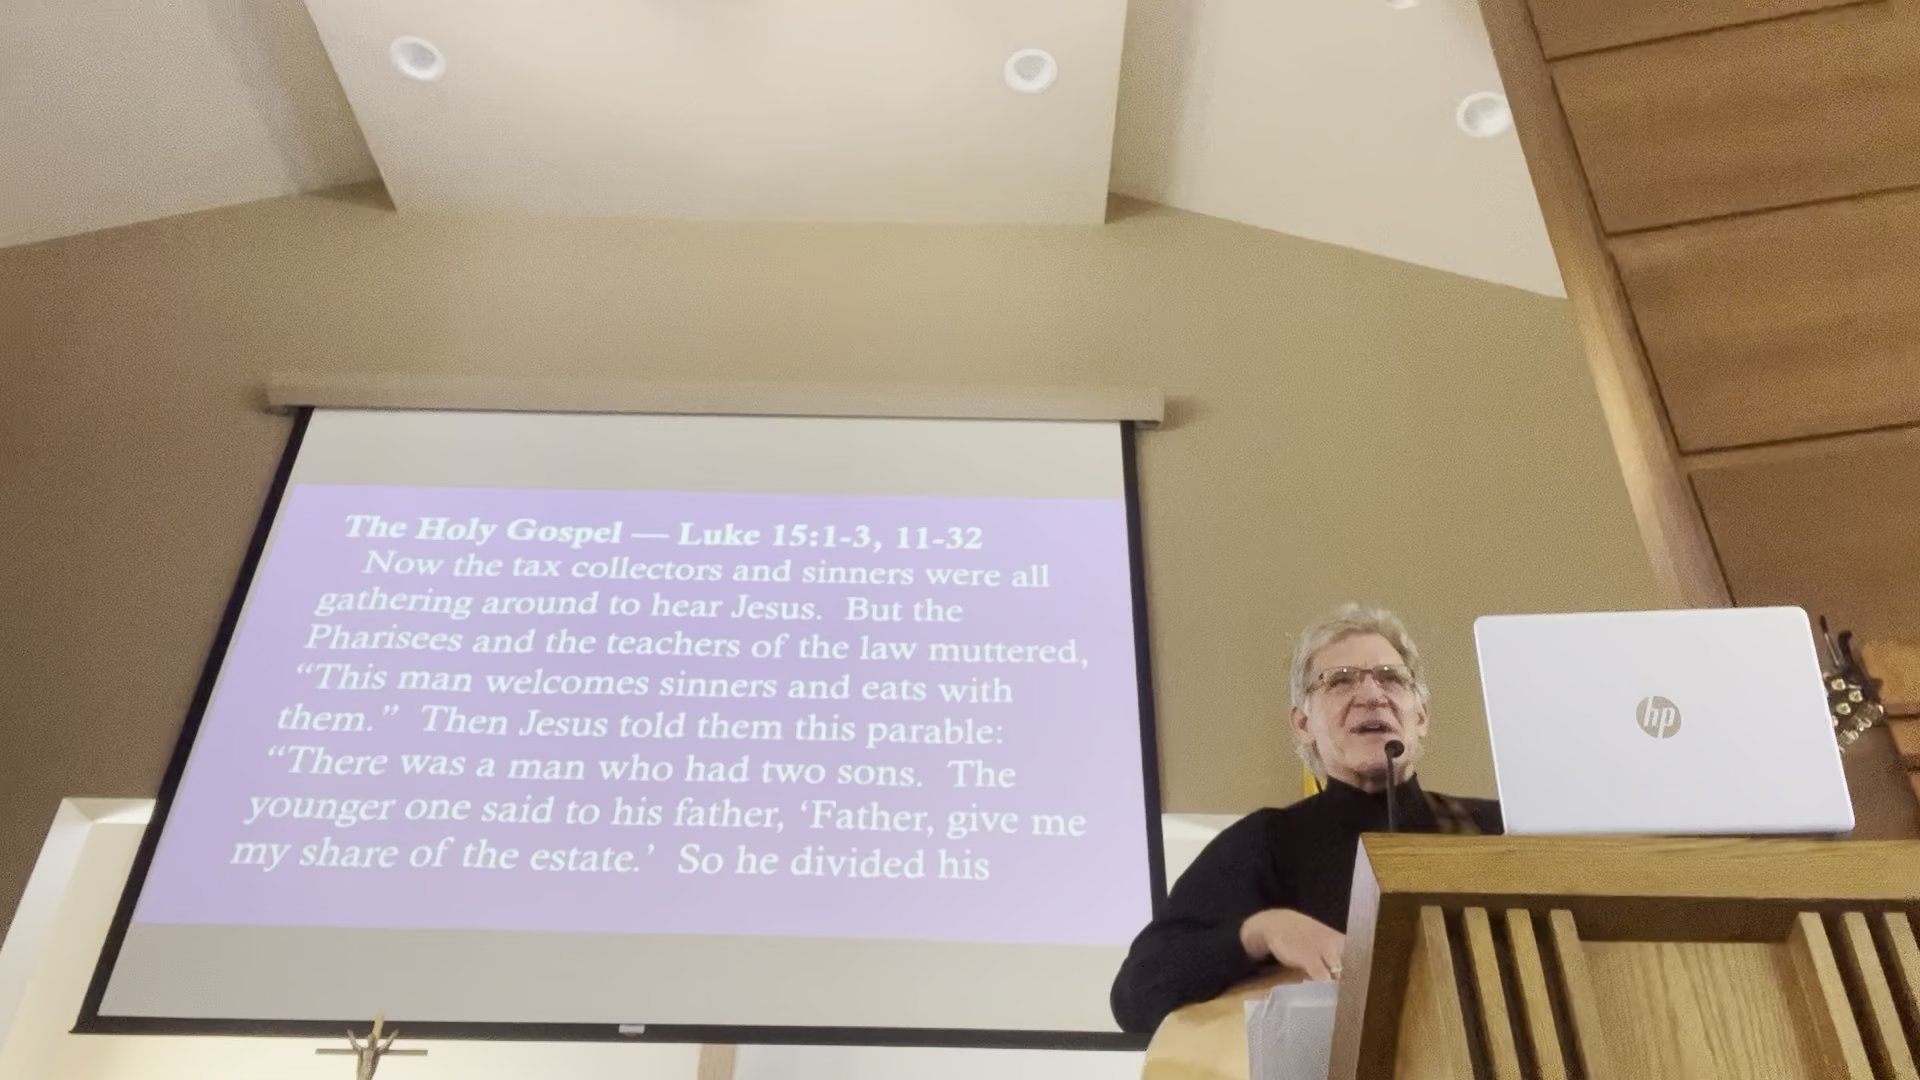 The Holy Gospel — Luke 15:1-3, 11-32
Now the tax collectors and sinners were all
gathering around to hear Jesus.  But the
Pharisees and the teachers of the law muttered,
“This man welcomes sinners and eats with
them.”  Then Jesus told them this parable:
“There was a man who had two sons.  The
younger one said to his father, ‘Father, give me
my share of the estate.’  So he divided his
hp